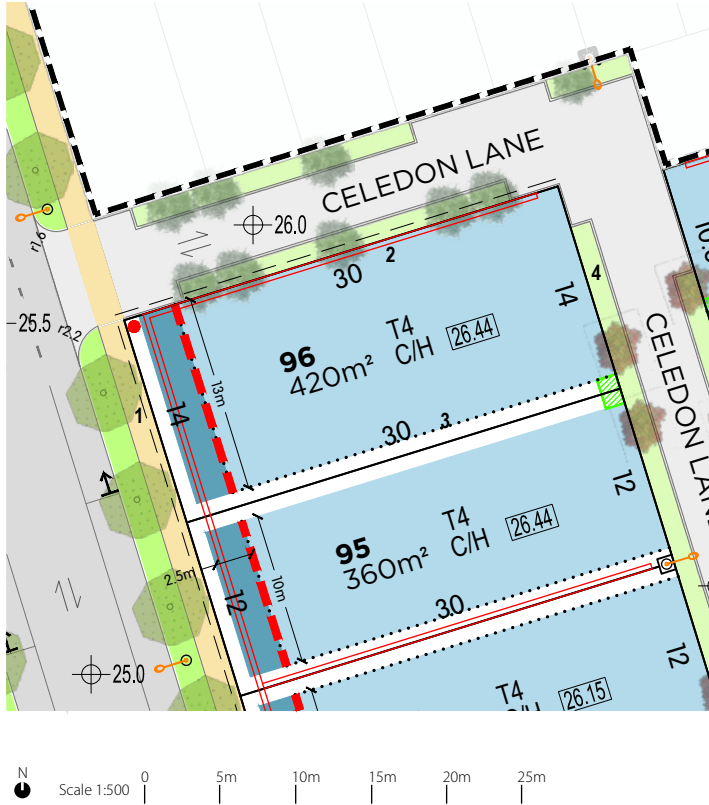 CELEDON LANE
26.0
r1.6
2
30
4
14
25.5
r2.2
T4
C/H
26.44
96
420m²
13m
1
14
3
30
12
T4
C/H
26.44
95
360m²
CELEDON LAN
2.5m
10m
12
30
12
25.0
T4
C/H
26.15
N
Scale 1:500
0
5m
10m
15m
20m
25m